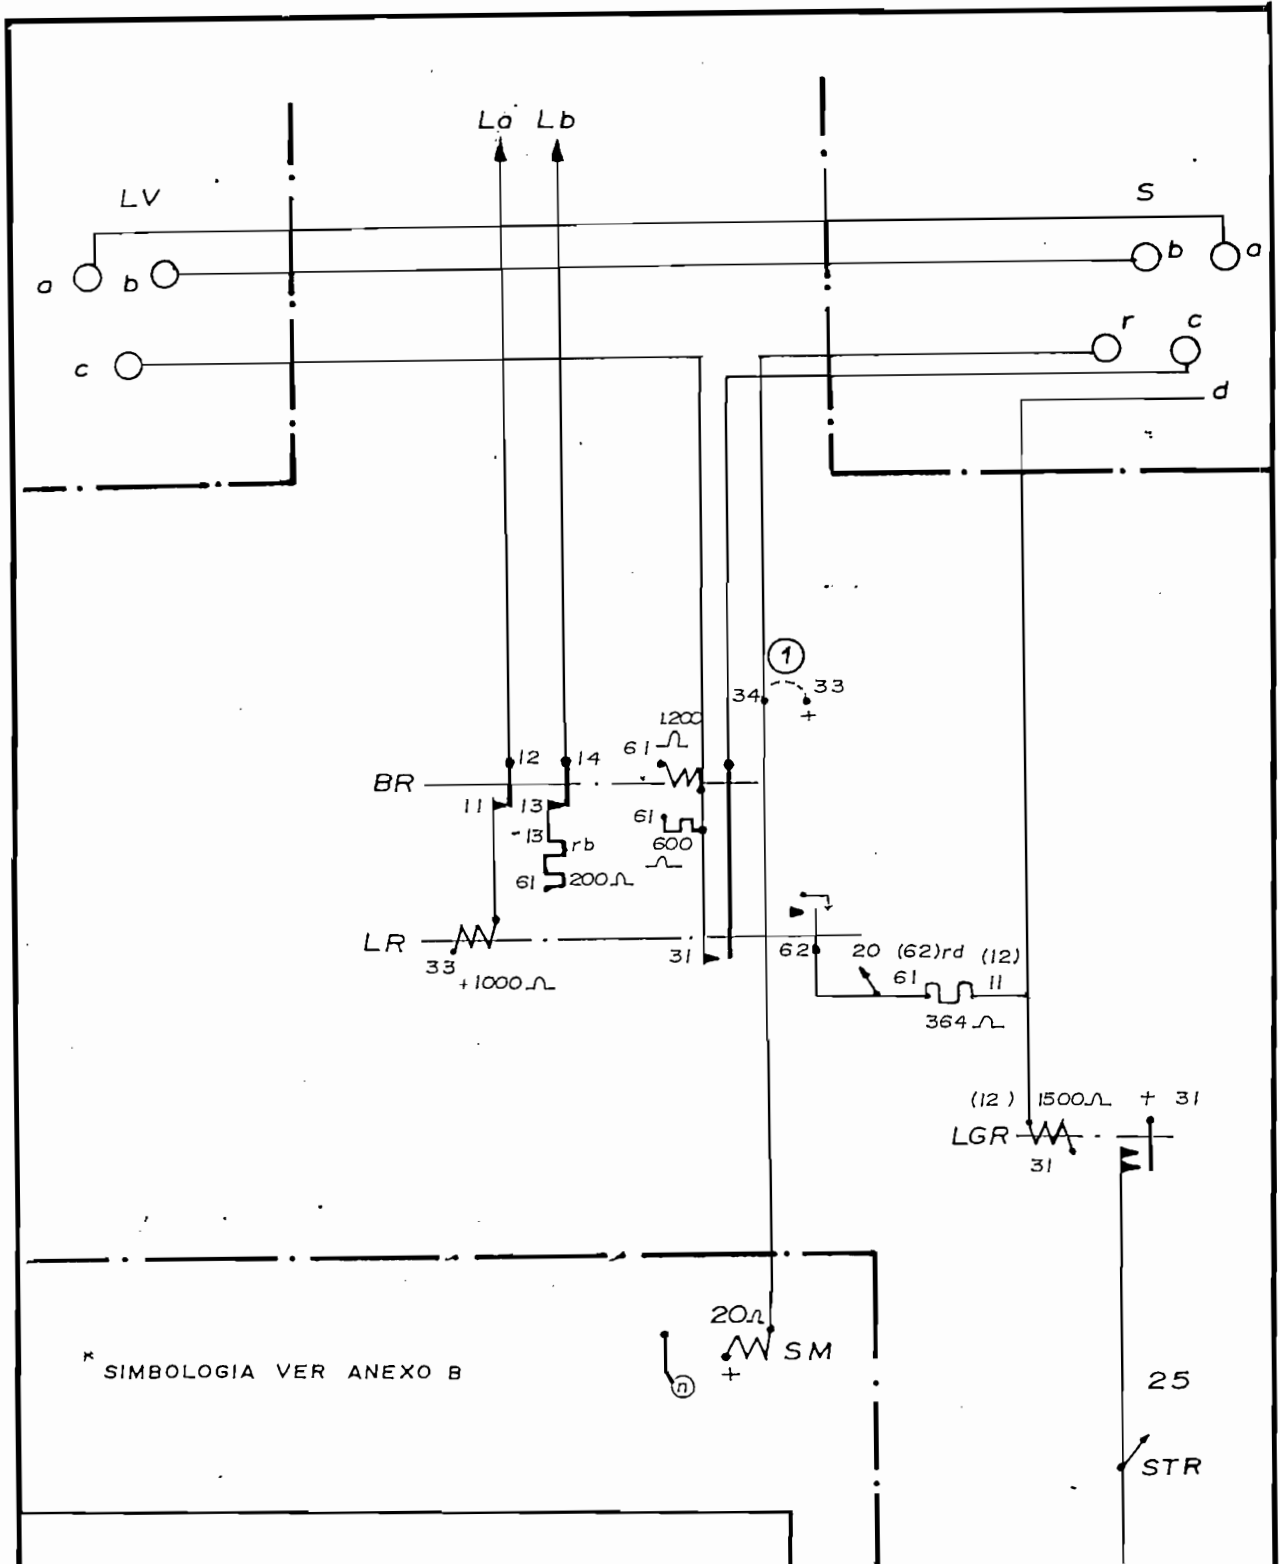 La Lb
LV
S
a
b
b
a
c
r
c
d
1
34
33
+
1200
61
BR
12
14
11
13
61
-13
rb
600
61
200Ω
LR
33
+1000Ω
31
62
20
(62)rd
(12)
61
11
364Ω
(12)
1500Ω
+
31
LGR
31
20Ω
SM
+
n
* SIMBOLOGIA VER ANEXO B
25
STR